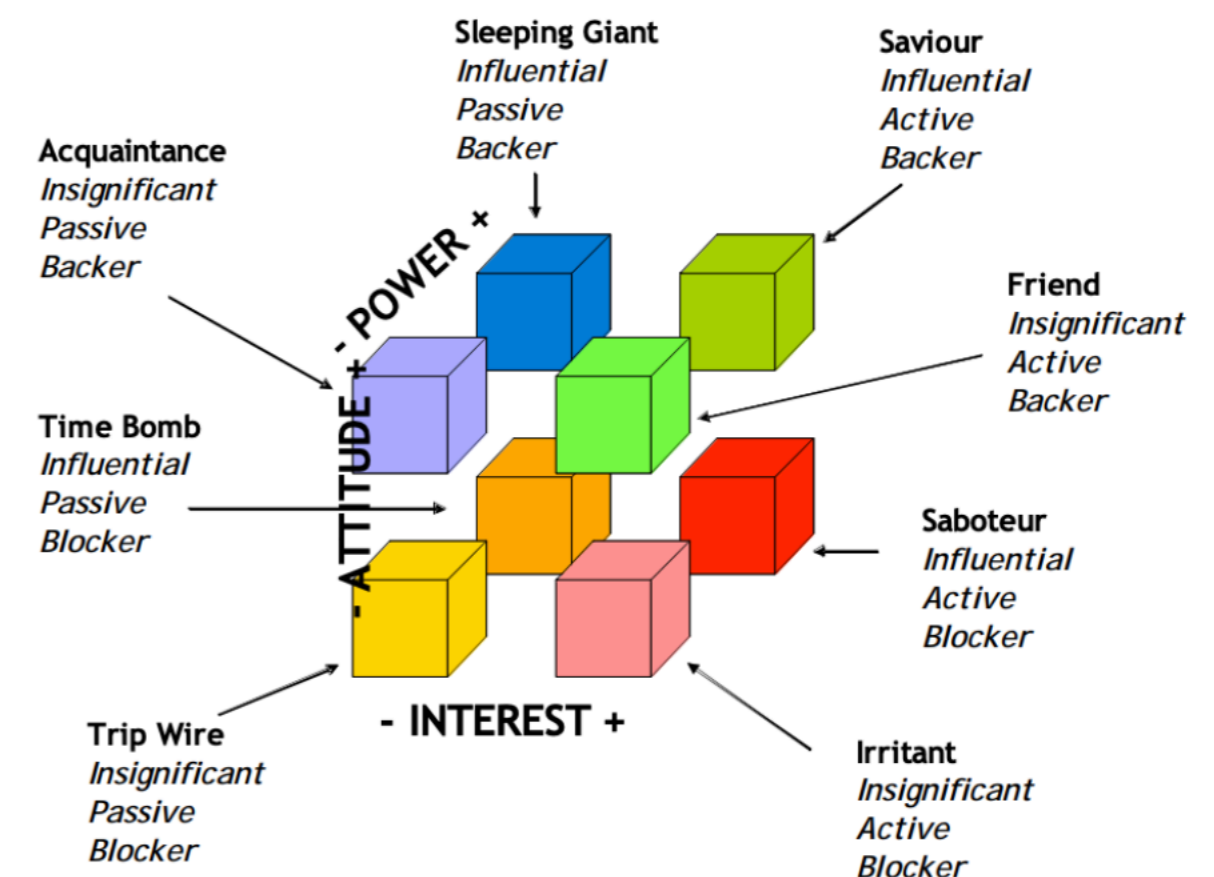 Sleeping Giant
Influential
Passive
Backer
Saviour
Influential
Active
Backer
Acquaintance
Insignificant
Passive
Backer
- POWER +
Friend
Insignificant
Active
Backer
- ATTITUDE +
Time Bomb
Influential
Passive
Blocker
Saboteur
Influential
Active
Blocker
- INTEREST +
Trip Wire
Insignificant
Passive
Blocker
Irritant
Insignificant
Active
Blocker